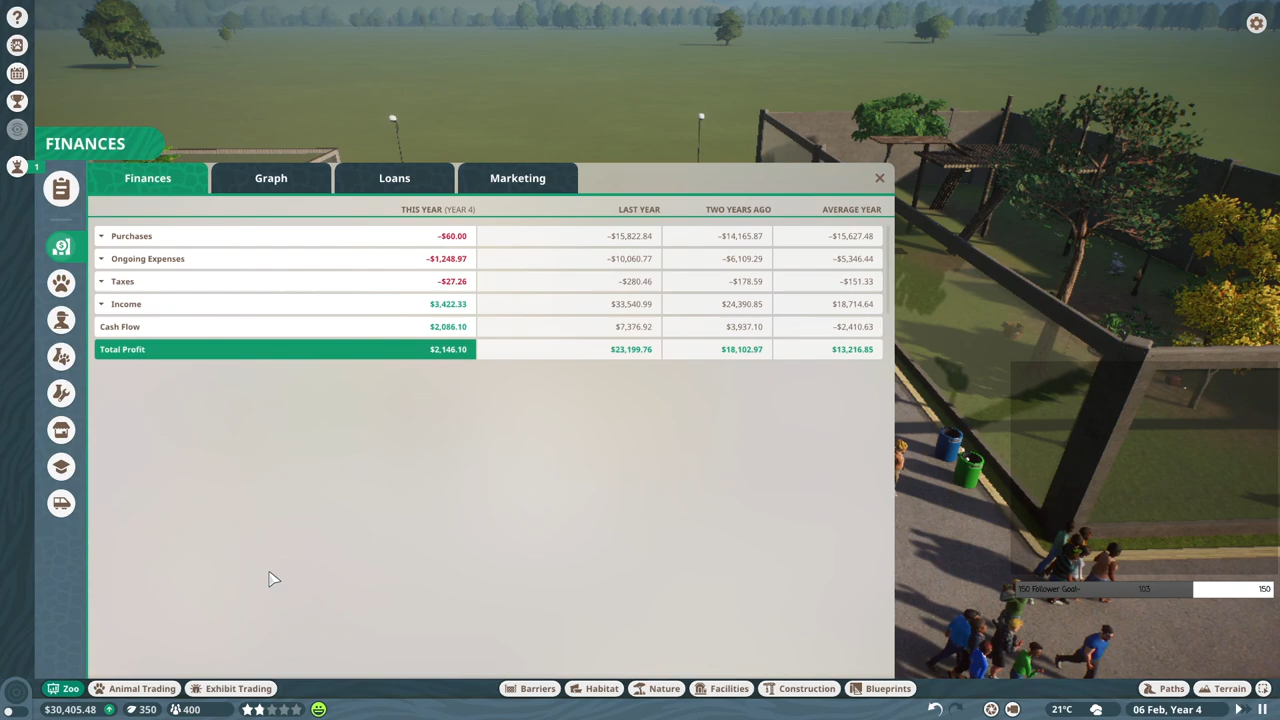 FINANCES
1
Finances Graph Loans Marketing
THIS YEAR (YEAR 4) LAST YEAR TWO YEARS AGO AVERAGE YEAR
Purchases –$60.00 –$15,822.84 –$14,165.87 –$15,627.48
Ongoing Expenses –$1,248.97 –$10,060.77 –$6,109.29 –$5,346.44
Taxes –$27.26 –$280.46 –$178.59 –$151.33
Income $3,422.33 $33,540.99 $24,390.85 $18,714.64
Cash Flow $2,086.10 $7,376.92 $3,937.10 –$2,410.63
Total Profit $2,146.10 $23,199.76 $18,102.97 $13,216.85
150 Follower Goal- 103 150
Zoo Animal Trading Exhibit Trading Barriers Habitat Nature Facilities Construction Blueprints Paths Terrain
$30,405.48 350 400 21°C 06 Feb, Year 4